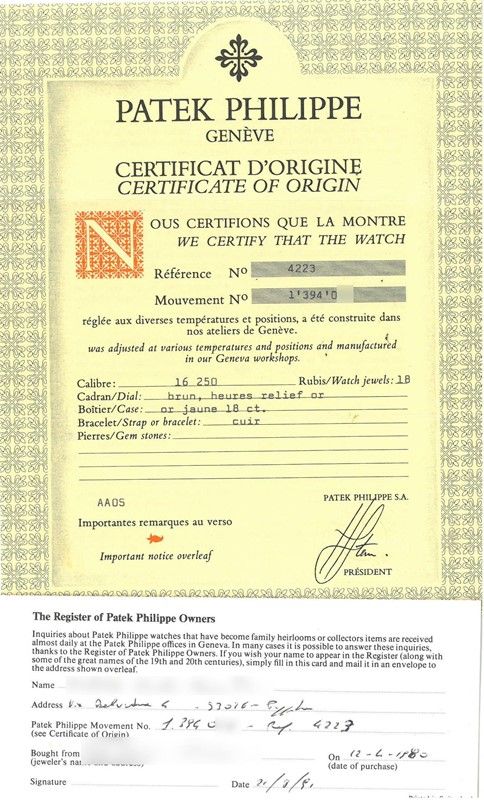 PATEK PHILIPPE
GENÈVE
CERTIFICAT D'ORIGINE
CERTIFICATE OF ORIGIN
NOUS CERTIFIONS QUE LA MONTRE
WE CERTIFY THAT THE WATCH
Référence Nº 4223
Mouvement Nº 1'394'0
réglée aux diverses températures et positions, a été construite dans
nos ateliers de Genève.
was adjusted at various temperatures and positions and manufactured
in our Geneva workshops.
Calibre: 16 250 Rubis/Watch jewels: 18
Cadran/Dial: brun, heures relief or
Boîtier/Case: or jaune 18 ct.
Bracelet/Strap or bracelet: cuir
Pierres/Gem stones:
AAOS
PATEK PHILIPPE S.A.
Importantes remarques au verso
Important notice overleaf
PRÉSIDENT
The Register of Patek Philippe Owners
Inquiries about Patek Philippe watches that have become family heirlooms or collectors items are received
almost daily at the Patek Philippe offices in Geneva. In many cases it is possible to answer these inquiries,
thanks to the Register of Patek Philippe Owners. If you wish your name to appear in the Register (along with
some of the great names of the 19th and 20th centuries), simply fill in this card and mail it in an envelope to
the address shown overleaf.
Name
Address
Patek Philippe Movement No. 1.394 0 - Ref. 4223
(see Certificate of Origin)
Bought from
(jeweler's name and address)
On
(date of purchase)
Signature
Date